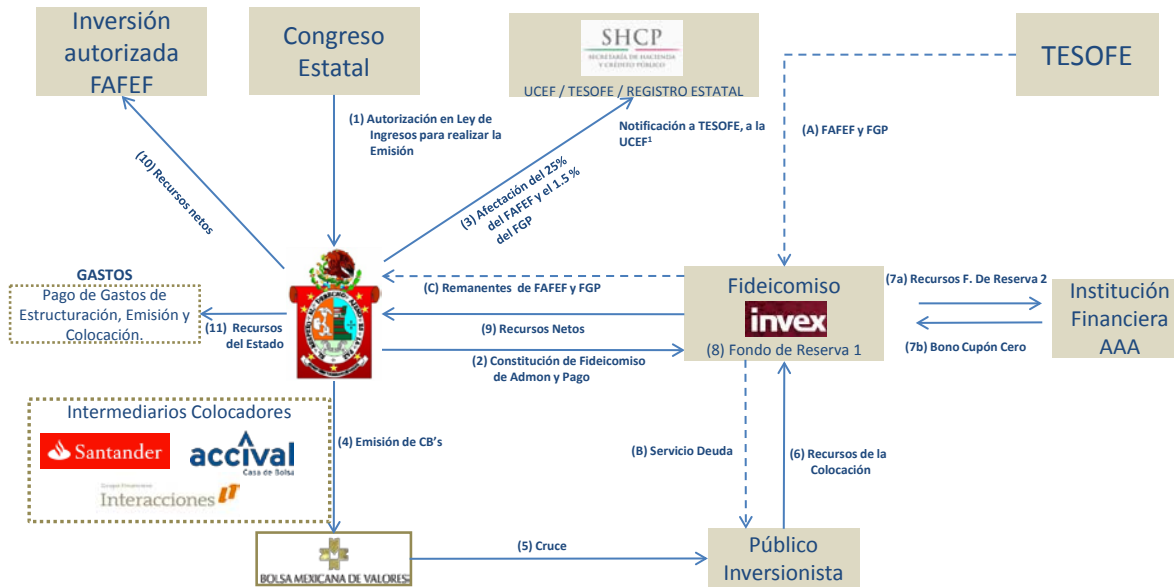 Inversión
autorizada
FAFEF
Congreso
Estatal
SHCP
SECRETARÍA DE HACIENDA
Y CRÉDITO PÚBLICO
UCEF / TESOFE / REGISTRO ESTATAL
TESOFE
(1) Autorización en Ley de
Ingresos para realizar la
Emisión
Notificación a TESOFE, a la
UCEF¹
(A) FAFEF y FGP
(10) Recursos netos
(3) Afectación del 25%
del FAFEF y el 1.5 %
del FGP
GASTOS
Pago de Gastos de
Estructuración, Emisión y
Colocación.
(11) Recursos
del Estado
(C) Remanentes de FAFEF y FGP
(9) Recursos Netos
(2) Constitución de Fideicomiso
de Admon y Pago
Fideicomiso
invex
(8) Fondo de Reserva 1
(7a) Recursos F. De Reserva 2
(7b) Bono Cupón Cero
Institución
Financiera
AAA
Intermediarios Colocadores
Santander
accival
Casa de Bolsa
Grupo Financiero
Interacciones
(4) Emisión de CB's
(B) Servicio Deuda
(6) Recursos de la
Colocación
BOLSA MEXICANA DE VALORES
(5) Cruce
Público
Inversionista